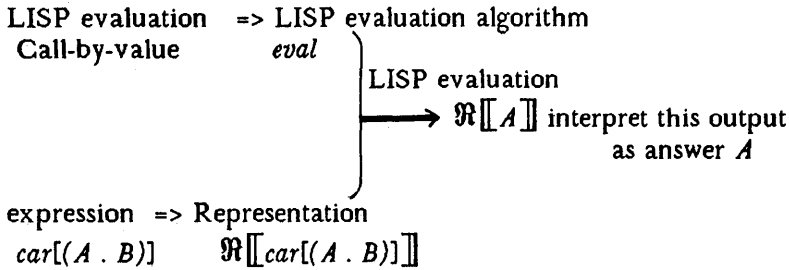 LISP evaluation => LISP evaluation algorithm
Call-by-value eval
LISP evaluation
ℜ⟦A⟧ interpret this output
as answer A
expression => Representation
car[(A . B)] ℜ⟦car[(A . B)]⟧